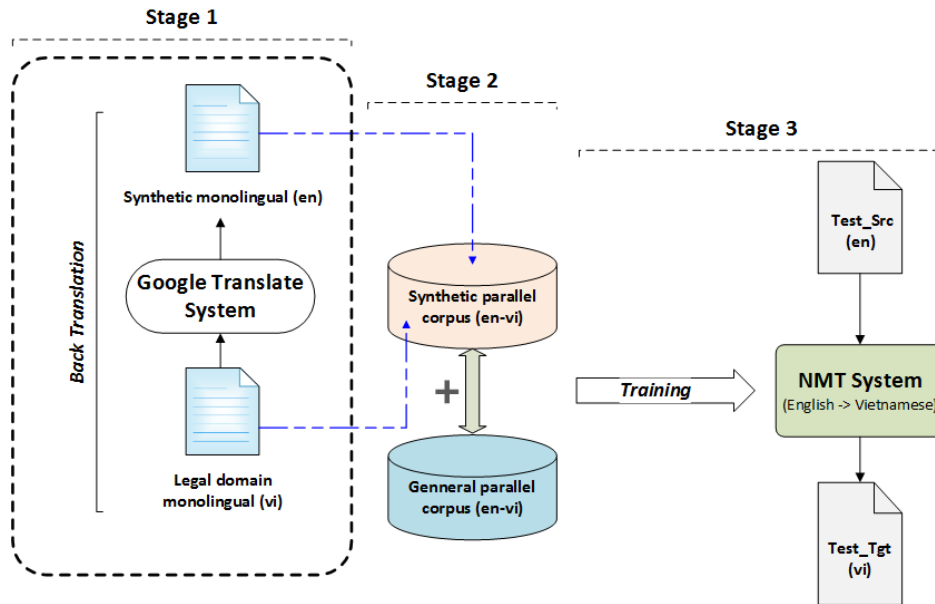 Stage 1
Stage 2
Stage 3
Back Translation
Synthetic monolingual (en)
Google Translate
System
Legal domain
monolingual (vi)
Synthetic parallel
corpus (en-vi)
+
Genneral parallel
corpus (en-vi)
Training
Test_Src
(en)
NMT System
(English -> Vietnamese)
Test_Tgt
(vi)